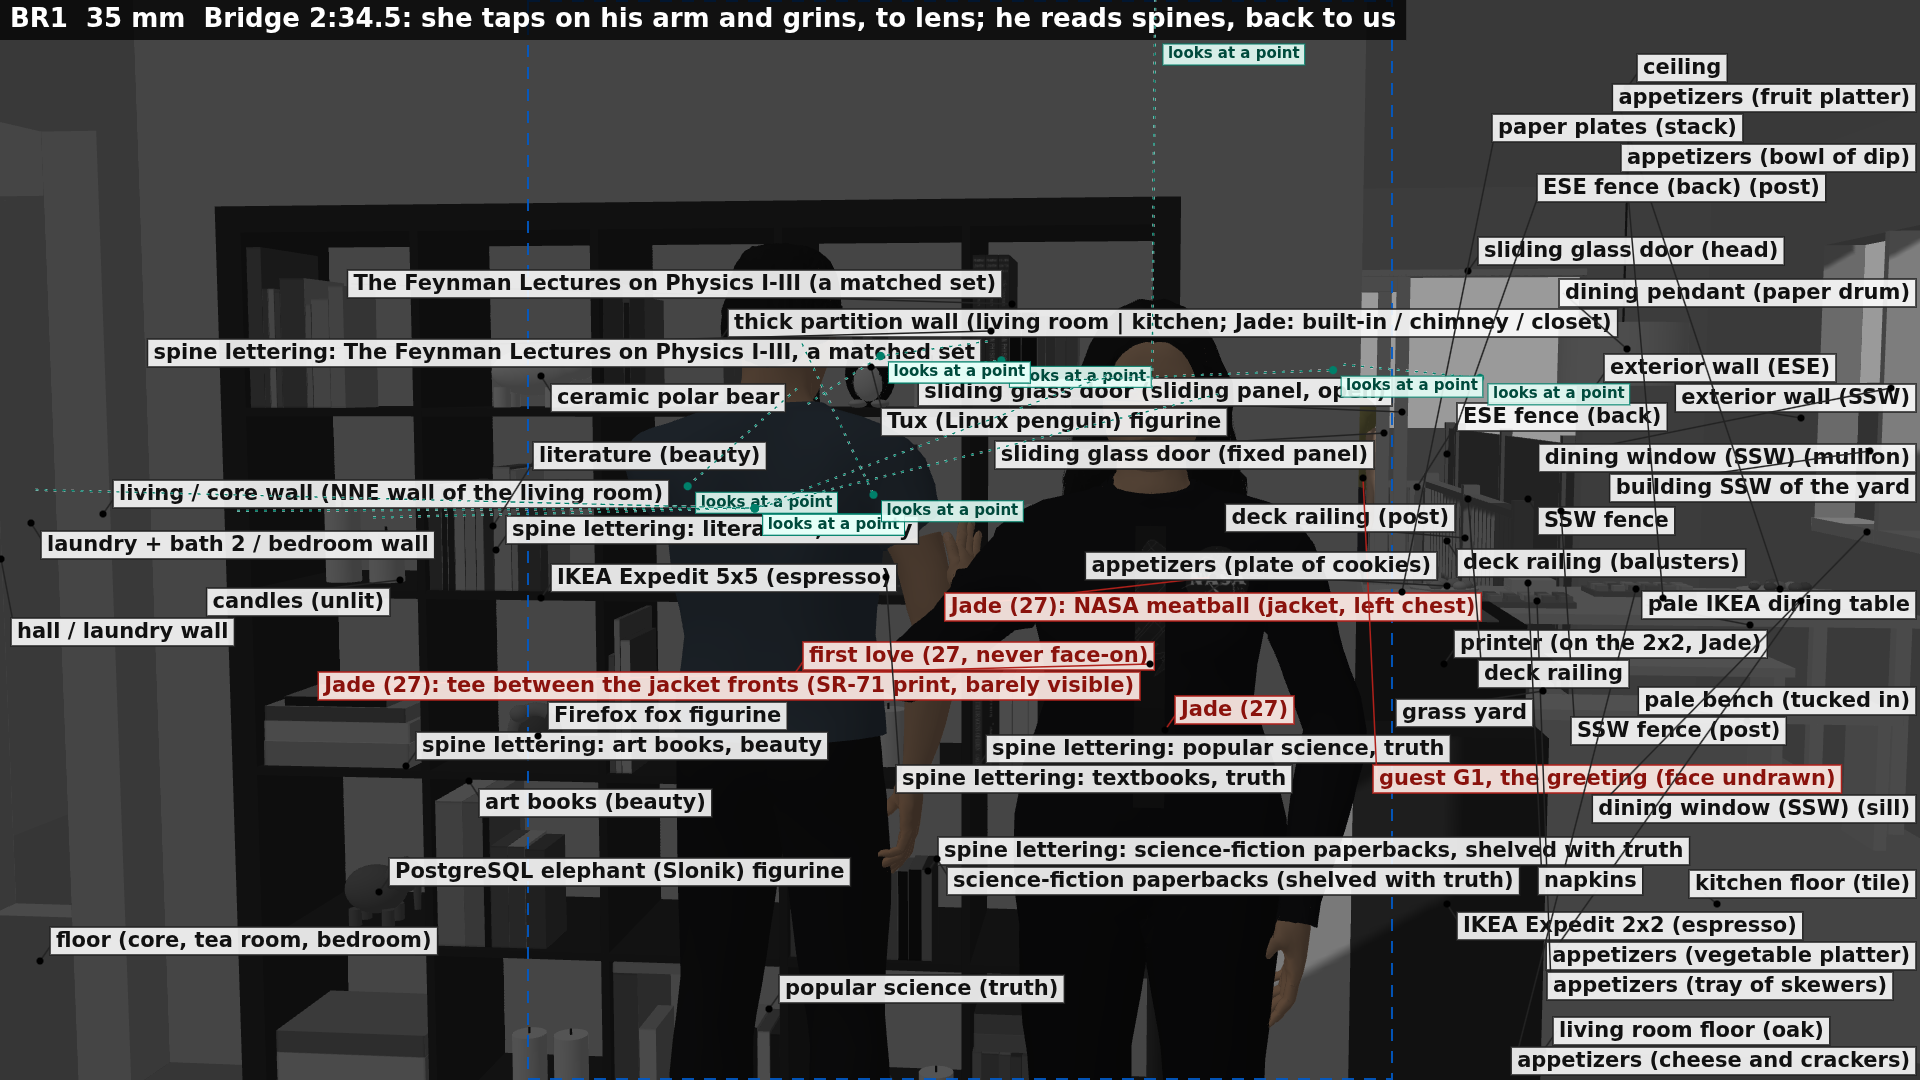 BR1 35 mm Bridge 2:34.5: she taps on his arm and grins, to lens; he reads spines, back to us
looks at a point
ceiling
appetizers (fruit platter)
paper plates (stack)
appetizers (bowl of dip)
ESE fence (back) (post)
sliding glass door (head)
The Feynman Lectures on Physics I-III (a matched set)
dining pendant (paper drum)
thick partition wall (living room | kitchen; Jade: built-in / chimney / closet)
spine lettering: The Feynman Lectures on Physics I-III, a matched set
exterior wall (ESE)
looks at a point
looks at a point
looks at a point
looks at a point
ceramic polar bear
sliding glass door (sliding panel, open)
exterior wall (SSW)
Tux (Linux penguin) figurine
ESE fence (back)
literature (beauty)
sliding glass door (fixed panel)
dining window (SSW) (mullion)
living / core wall (NNE wall of the living room)
building SSW of the yard
looks at a point
looks at a point
looks at a point
deck railing (post)
SSW fence
spine lettering:
laundry + bath 2 / bedroom wall
appetizers (plate of cookies)
deck railing (balusters)
IKEA Expedit 5x5 (espresso)
NASA
candles (unlit)
Jade (27): NASA meatball (jacket, left chest)
pale IKEA dining table
hall / laundry wall
printer (on the 2x2, Jade)
first love (27, never face-on)
deck railing
Jade (27): tee between the jacket fronts (SR-71 print, barely visible)
pale bench (tucked in)
Jade (27)
grass yard
Firefox fox figurine
SSW fence (post)
spine lettering: art books, beauty
spine lettering: popular science, truth
spine lettering: textbooks, truth
guest G1, the greeting (face undrawn)
art books (beauty)
dining window (SSW) (sill)
spine lettering: science-fiction paperbacks, shelved with truth
PostgreSQL elephant (Slonik) figurine
science-fiction paperbacks (shelved with truth)
napkins
kitchen floor (tile)
IKEA Expedit 2x2 (espresso)
floor (core, tea room, bedroom)
appetizers (vegetable platter)
popular science (truth)
appetizers (tray of skewers)
living room floor (oak)
appetizers (cheese and crackers)